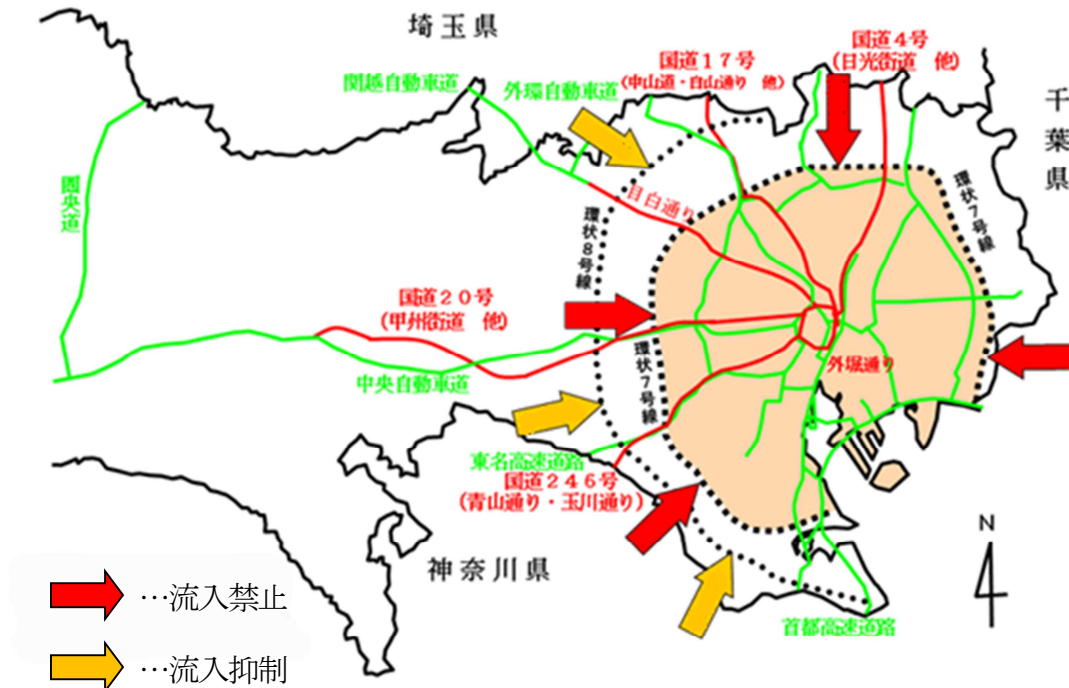 埼玉県
国道4号
(日光街道 他)
国道17号
(中山道・白山通り 他)
関越自動車道
外環自動車道
千葉県
圏央道
目白通り
環状7号線
環状8号線
国道20号
(甲州街道 他)
中央自動車道
環状7号線
外堀通り
東名高速道路
国道246号
(青山通り・玉川通り)
神奈川県
N
首都高速道路
…流入禁止
…流入抑制